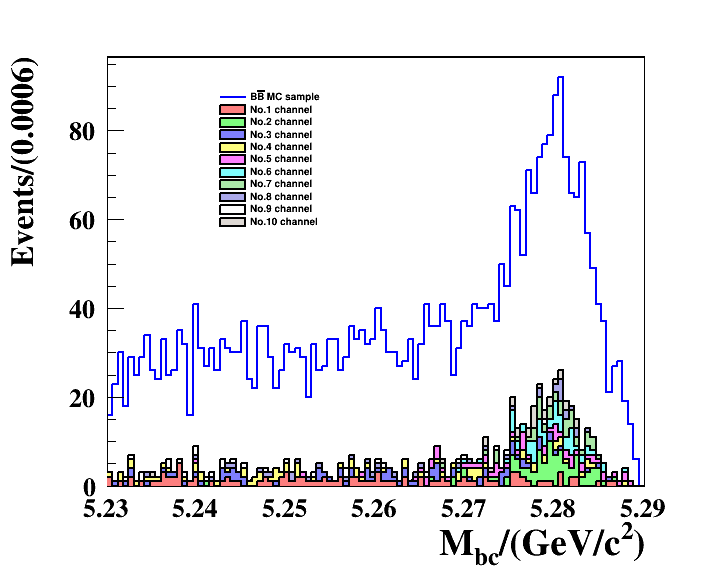 Events/(0.0006)
80
60
40
20
0
BB̅ MC sample
No.1 channel
No.2 channel
No.3 channel
No.4 channel
No.5 channel
No.6 channel
No.7 channel
No.8 channel
No.9 channel
No.10 channel
5.23 5.24 5.25 5.26 5.27 5.28 5.29
M_bc/(GeV/c²)